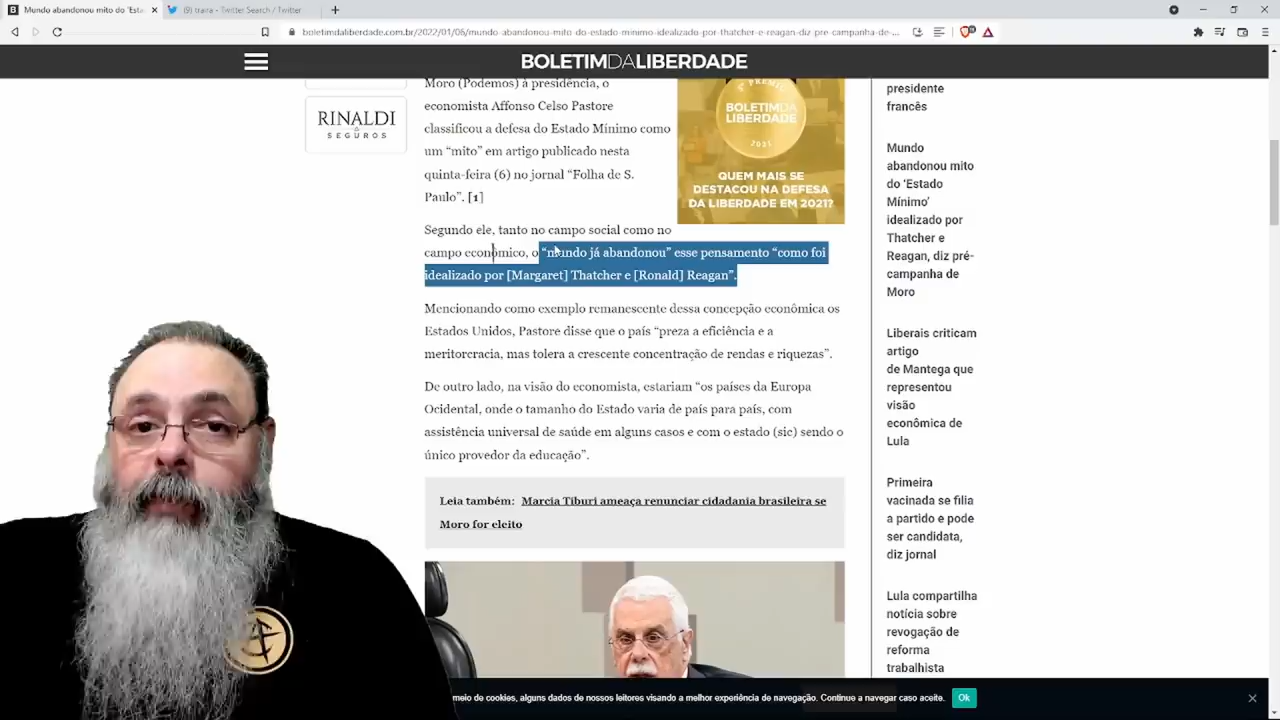 Mundo abandonou mito do "Esta
(9) traira - Twitter Search / Twitter
boletimdaliberdade.com.br/2022/01/06/mundo-abandonou-mito-do-estado-minimo-idealizado-por-thatcher-e-reagan-diz-pre-campanha-de-...
BOLETIMDALIBERDADE
RINALDI
SEGUROS
Moro (Podemos) à presidência, o
economista Affonso Celso Pastore
classificou a defesa do Estado Mínimo como
um “mito” em artigo publicado nesta
quinta-feira (6) no jornal “Folha de S.
Paulo”. [1]
BOLETIMDA
LIBERDADE
2021
QUEM MAIS SE
DESTACOU NA DEFESA
DA LIBERDADE EM 2021?
Segundo ele, tanto no campo social como no
campo econômico, o “mundo já abandonou” esse pensamento “como foi
idealizado por [Margaret] Thatcher e [Ronald] Reagan”.
Mencionando como exemplo remanescente dessa concepção econômica os
Estados Unidos, Pastore disse que o país “preza a eficiência e a
meritorcracia, mas tolera a crescente concentração de rendas e riquezas”.
De outro lado, na visão do economista, estariam “os países da Europa
Ocidental, onde o tamanho do Estado varia de país para país, com
assistência universal de saúde em alguns casos e com o estado (sic) sendo o
único provedor da educação”.
Leia também: Marcia Tiburi ameaça renunciar cidadania brasileira se
Moro for eleito
presidente
francês
Mundo
abandonou mito
do ‘Estado
Mínimo’
idealizado por
Thatcher e
Reagan, diz pré-
campanha de
Moro
Liberais criticam
artigo
de Mantega que
representou
visão
econômica de
Lula
Primeira
vacinada se filia
a partido e pode
ser candidata,
diz jornal
Lula compartilha
notícia sobre
revogação de
reforma
trabalhista
meio de cookies, alguns dados de nossos leitores visando a melhor experiência de navegação. Continue a navegar caso aceite.
Ok